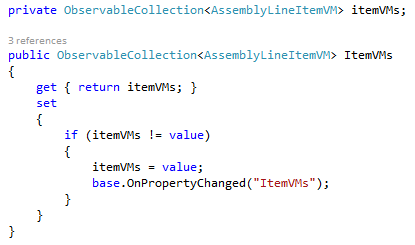 private ObservableCollection<AssemblyLineItemVM> itemVMs;
3 references
public ObservableCollection<AssemblyLineItemVM> ItemVMs
{
get { return itemVMs; }
set
{
if (itemVMs != value)
{
itemVMs = value;
base.OnPropertyChanged("ItemVMs");
}
}
}